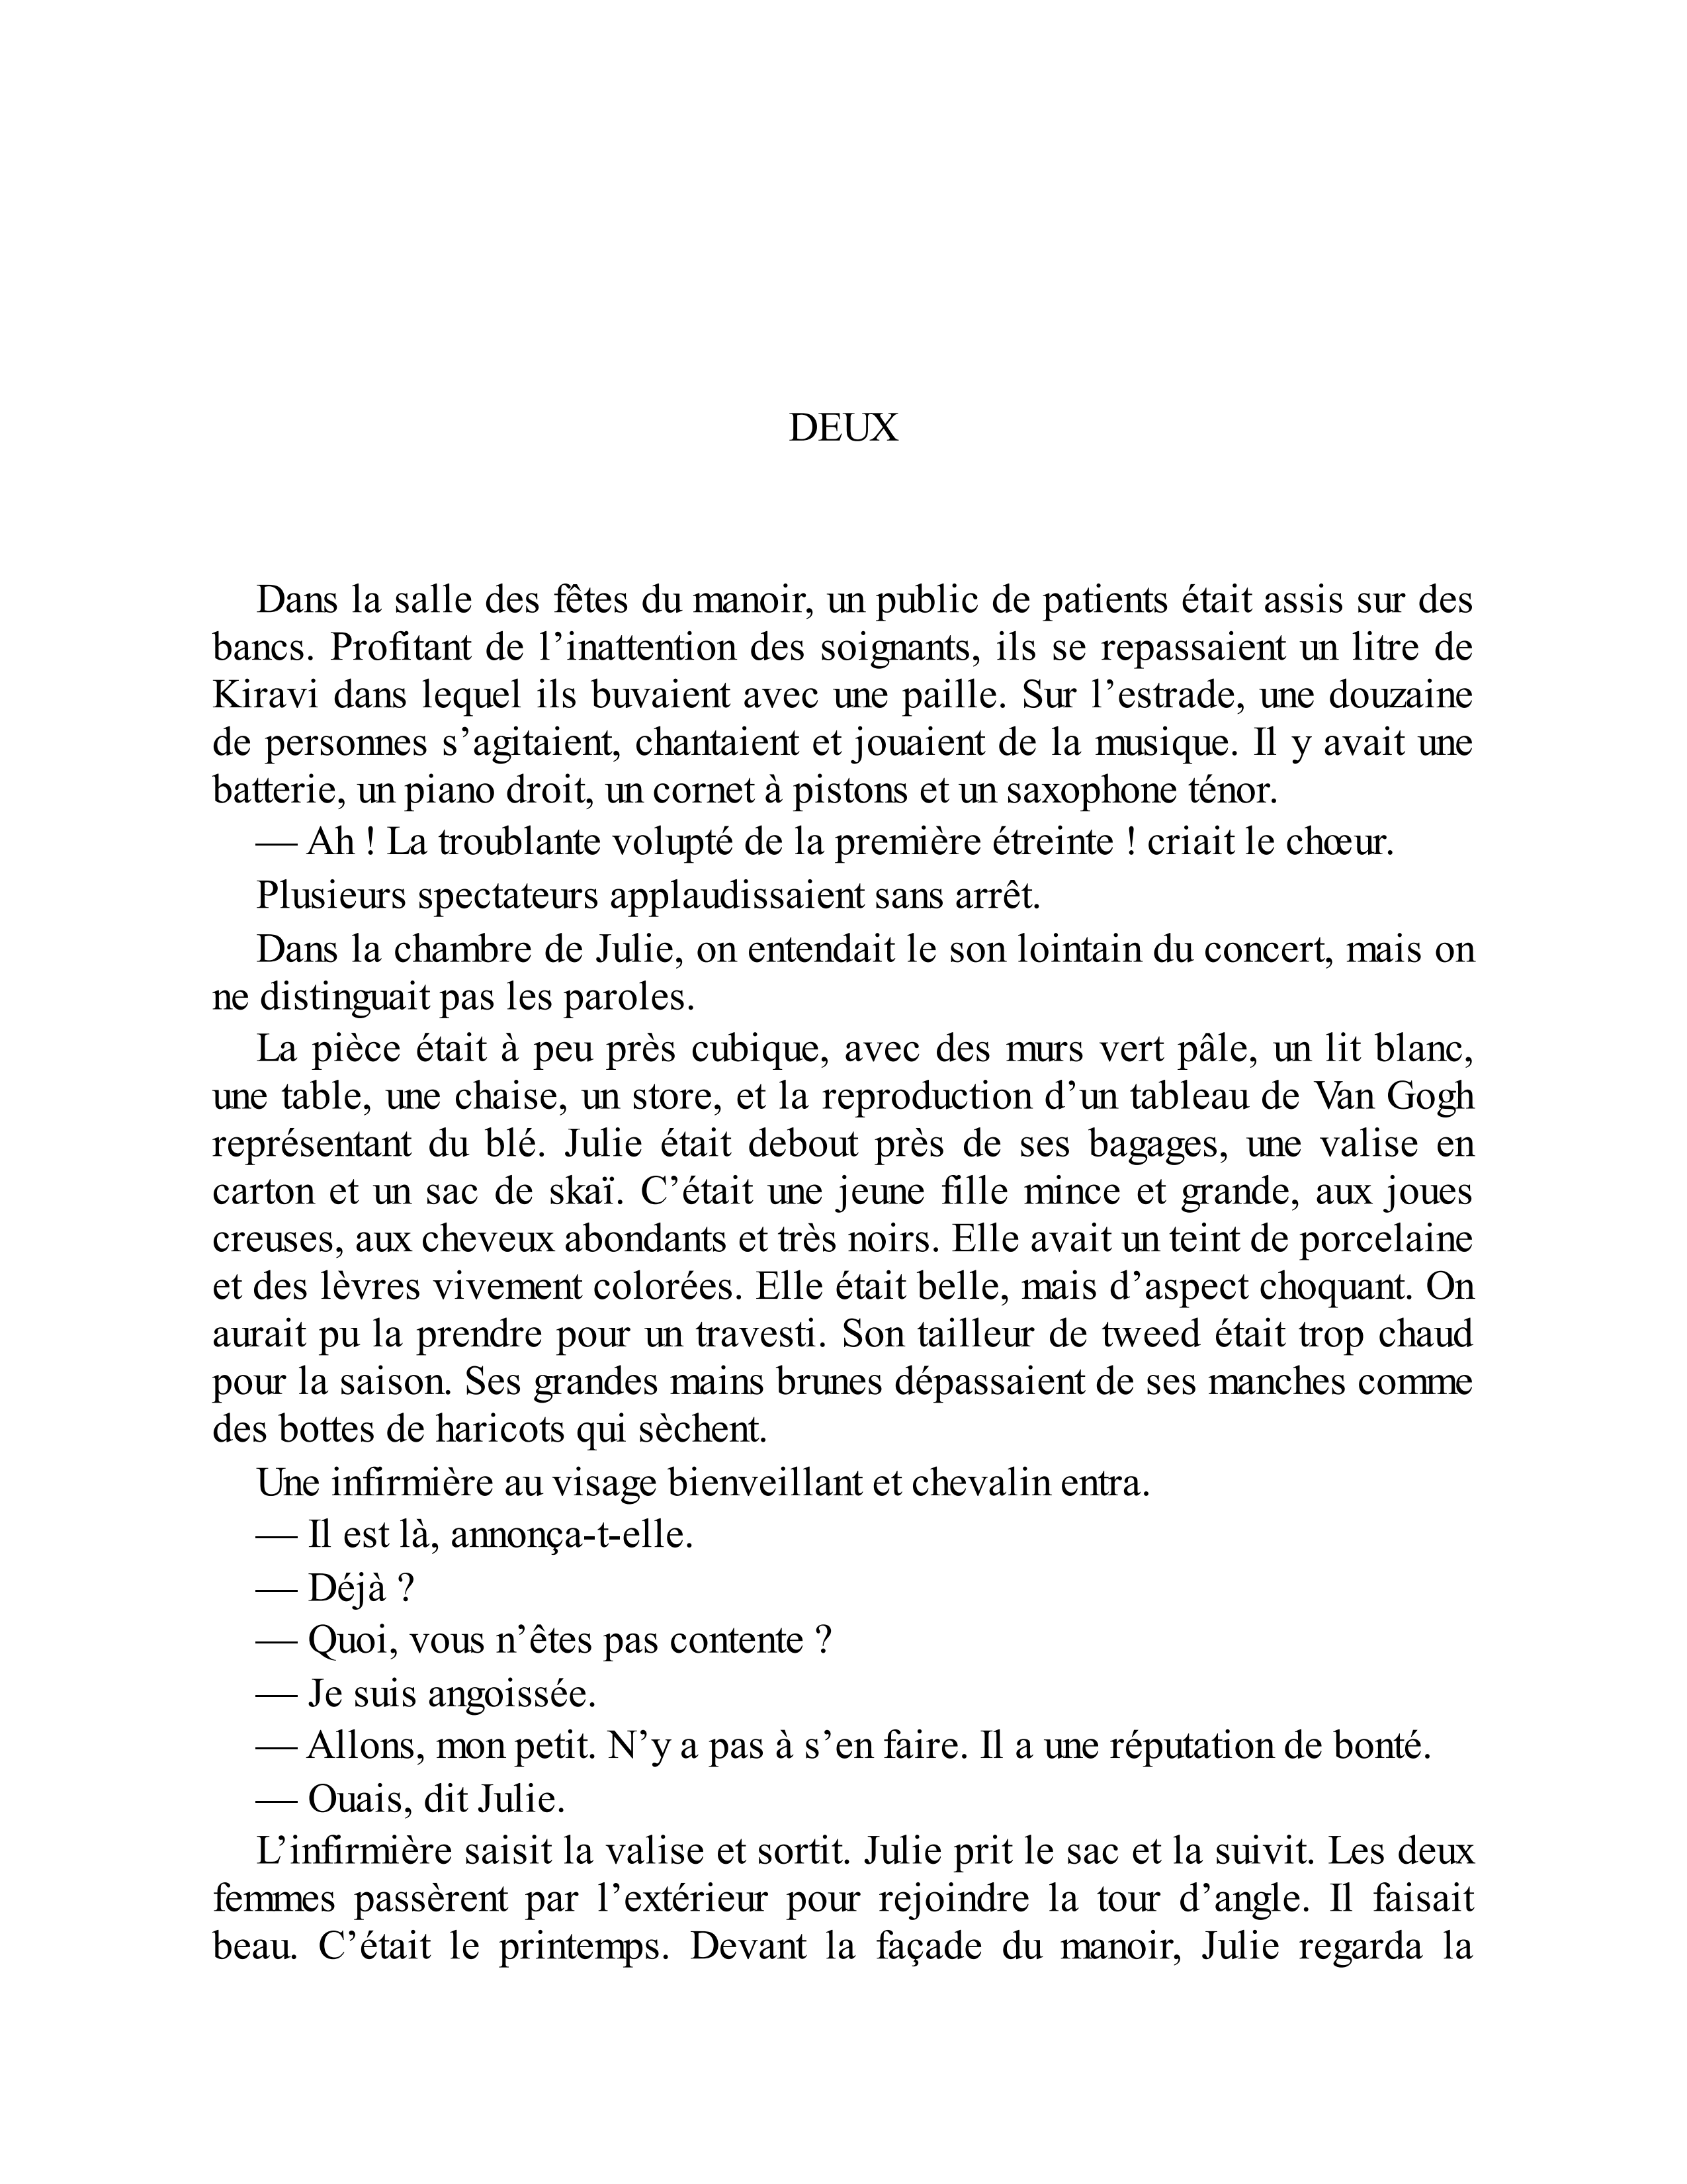 DEUX
Dans la salle des fêtes du manoir, un public de patients était assis sur des
bancs. Profitant de l’inattention des soignants, ils se repassaient un litre de
Kiravi dans lequel ils buvaient avec une paille. Sur l’estrade, une douzaine
de personnes s’agitaient, chantaient et jouaient de la musique. Il y avait une
batterie, un piano droit, un cornet à pistons et un saxophone ténor.
— Ah ! La troublante volupté de la première étreinte ! criait le chœur.
Plusieurs spectateurs applaudissaient sans arrêt.
Dans la chambre de Julie, on entendait le son lointain du concert, mais on
ne distinguait pas les paroles.
La pièce était à peu près cubique, avec des murs vert pâle, un lit blanc,
une table, une chaise, un store, et la reproduction d’un tableau de Van Gogh
représentant du blé. Julie était debout près de ses bagages, une valise en
carton et un sac de skaï. C’était une jeune fille mince et grande, aux joues
creuses, aux cheveux abondants et très noirs. Elle avait un teint de porcelaine
et des lèvres vivement colorées. Elle était belle, mais d’aspect choquant. On
aurait pu la prendre pour un travesti. Son tailleur de tweed était trop chaud
pour la saison. Ses grandes mains brunes dépassaient de ses manches comme
des bottes de haricots qui sèchent.
Une infirmière au visage bienveillant et chevalin entra.
— Il est là, annonça-t-elle.
— Déjà ?
— Quoi, vous n’êtes pas contente ?
— Je suis angoissée.
— Allons, mon petit. N’y a pas à s’en faire. Il a une réputation de bonté.
— Ouais, dit Julie.
L’infirmière saisit la valise et sortit. Julie prit le sac et la suivit. Les deux
femmes passèrent par l’extérieur pour rejoindre la tour d’angle. Il faisait
beau. C’était le printemps. Devant la façade du manoir, Julie regarda la